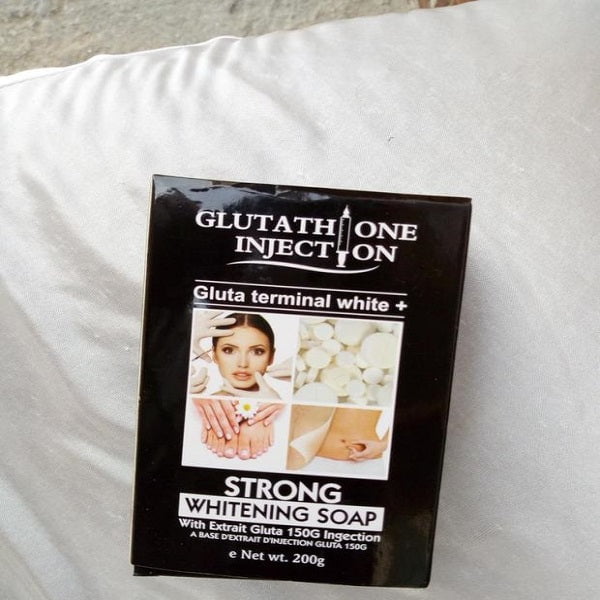 GLUTATHIONE
INJECTION
Gluta terminal white +
STRONG
WHITENING SOAP
With Extrait Gluta 150G Ingection
A BASE D'EXTRAIT D'INJECTION GLUTA 150G
e Net wt. 200g